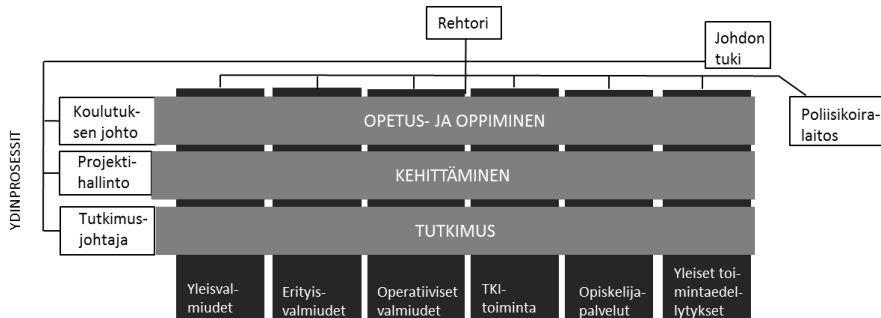 Rehtori
Johdon
tuki
Koulutuk-
sen johto
OPETUS- JA OPPIMINEN
Poliisikoira-
laitos
YDINPROSESSIT
Projekti-
hallinto
KEHITTÄMINEN
Tutkimus-
johtaja
TUTKIMUS
Yleisval-
miudet
Erityis-
valmiudet
Operatiiviset
valmiudet
TKI-
toiminta
Opiskelija-
palvelut
Yleiset toi-
mintaedel-
lytykset